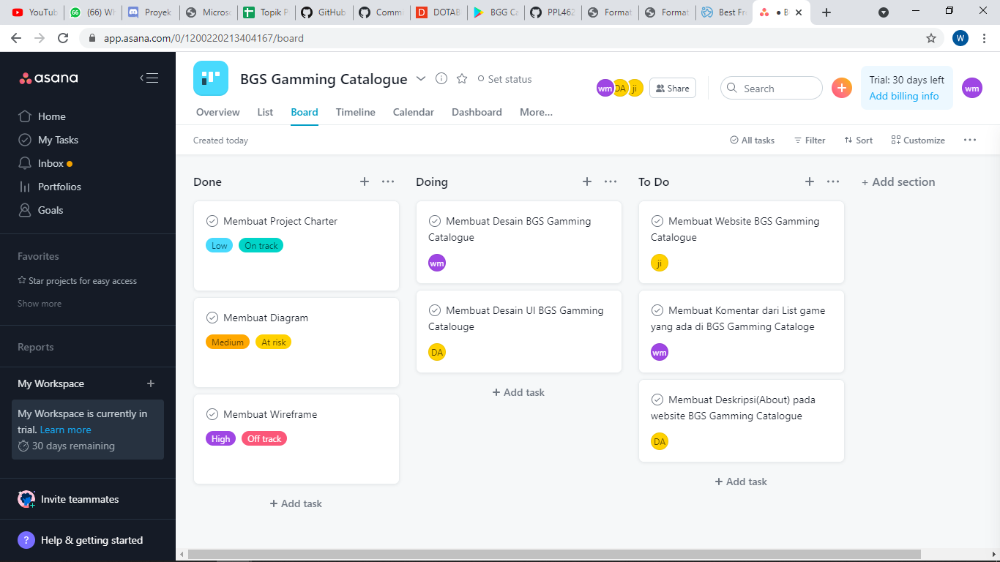 YouTub
(66) Wh
Proyek
Microso
Topik P
GitHub
Comm
DOTAB
BGG Ca
PPL462
Format
Format
Best Fr
● B
app.asana.com/0/1200220213404167/board
W
asana
Home
My Tasks
Inbox
Portfolios
Goals
Favorites
Star projects for easy access
Show more
Reports
My Workspace
My Workspace is currently in
trial. Learn more
30 days remaining
Invite teammates
? Help & getting started
BGS Gamming Catalogue
Set status
wm DA ji
Share
Search
Trial: 30 days left
Add billing info
wm
Overview List Board Timeline Calendar Dashboard More...
Created today
All tasks Filter Sort Customize
Done
Membuat Project Charter
Low On track
Membuat Diagram
Medium At risk
Membuat Wireframe
High Off track
+ Add task
Doing
Membuat Desain BGS Gamming
Catalogue
wm
Membuat Desain UI BGS Gamming
Catalouge
DA
+ Add task
To Do
Membuat Website BGS Gamming
Catalogue
ji
Membuat Komentar dari List game
yang ada di BGS Gamming Cataloge
wm
Membuat Deskripsi(About) pada
website BGS Gamming Catalogue
DA
+ Add task
+ Add section